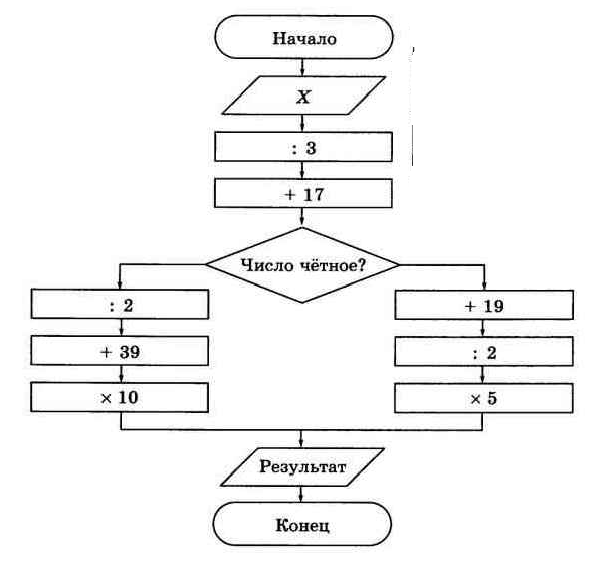 Начало
X
: 3
+ 17
Число чётное?
: 2
+ 39
× 10
+ 19
: 2
× 5
Результат
Конец